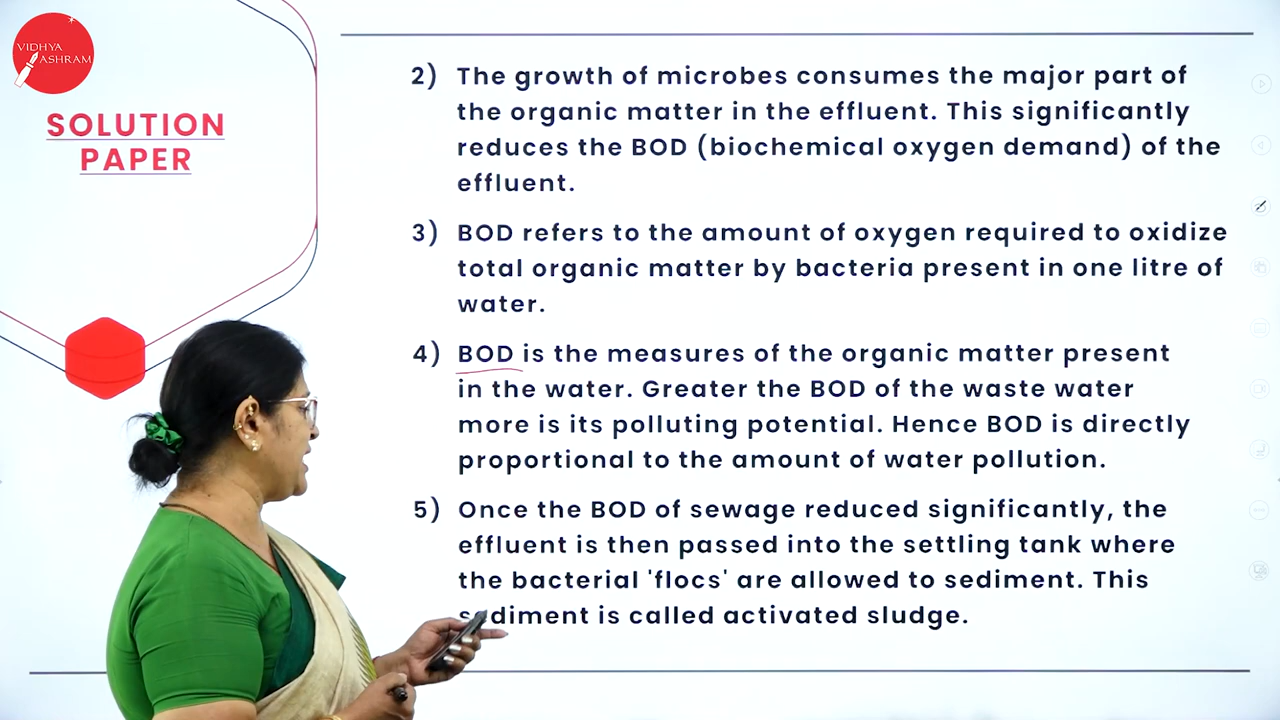 VIDHYA
ASHRAM
SOLUTION
PAPER
2) The growth of microbes consumes the major part of
the organic matter in the effluent. This significantly
reduces the BOD (biochemical oxygen demand) of the
effluent.
3) BOD refers to the amount of oxygen required to oxidize
total organic matter by bacteria present in one litre of
water.
4) BOD is the measures of the organic matter present
in the water. Greater the BOD of the waste water
more is its polluting potential. Hence BOD is directly
proportional to the amount of water pollution.
5) Once the BOD of sewage reduced significantly, the
effluent is then passed into the settling tank where
the bacterial 'flocs' are allowed to sediment. This
sediment is called activated sludge.